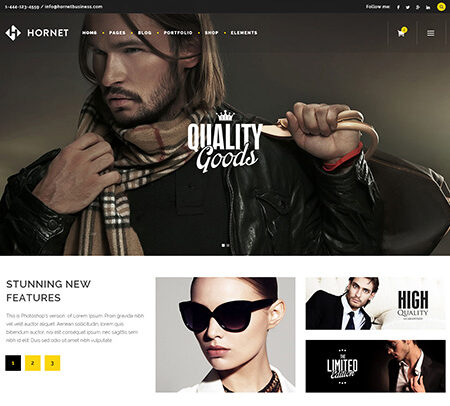 1-444-123-4559 / info@hornetbusiness.com
Follow me:
HORNET
HOME PAGES BLOG PORTFOLIO SHOP ELEMENTS
QUALITY
Goods
STUNNING NEW
FEATURES
This is Photoshop's version of Lorem Ipsum. Proin gravida nibh
vel velit auctor aliquet. Aenean sollicitudin, lorem quis
bibendum auctor, nisi elit consequat ipsum, nec sagittis sem
nibh id elit. Duis sed odio sit amet nibh vulputate
1 2 3
HIGH
QUALITY
THE
LIMITED
edition